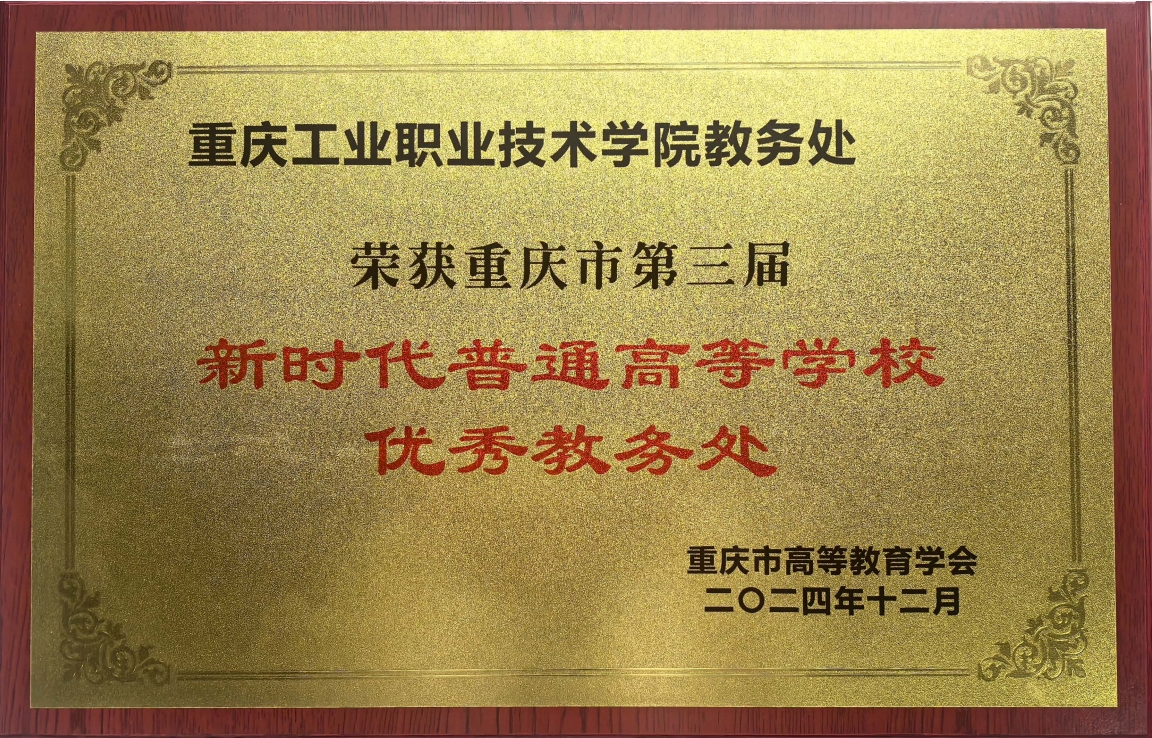 重庆工业职业技术学院教务处
荣获重庆市第三届
新时代普通高等学校
优秀教务处
重庆市高等教育学会
二〇二四年十二月